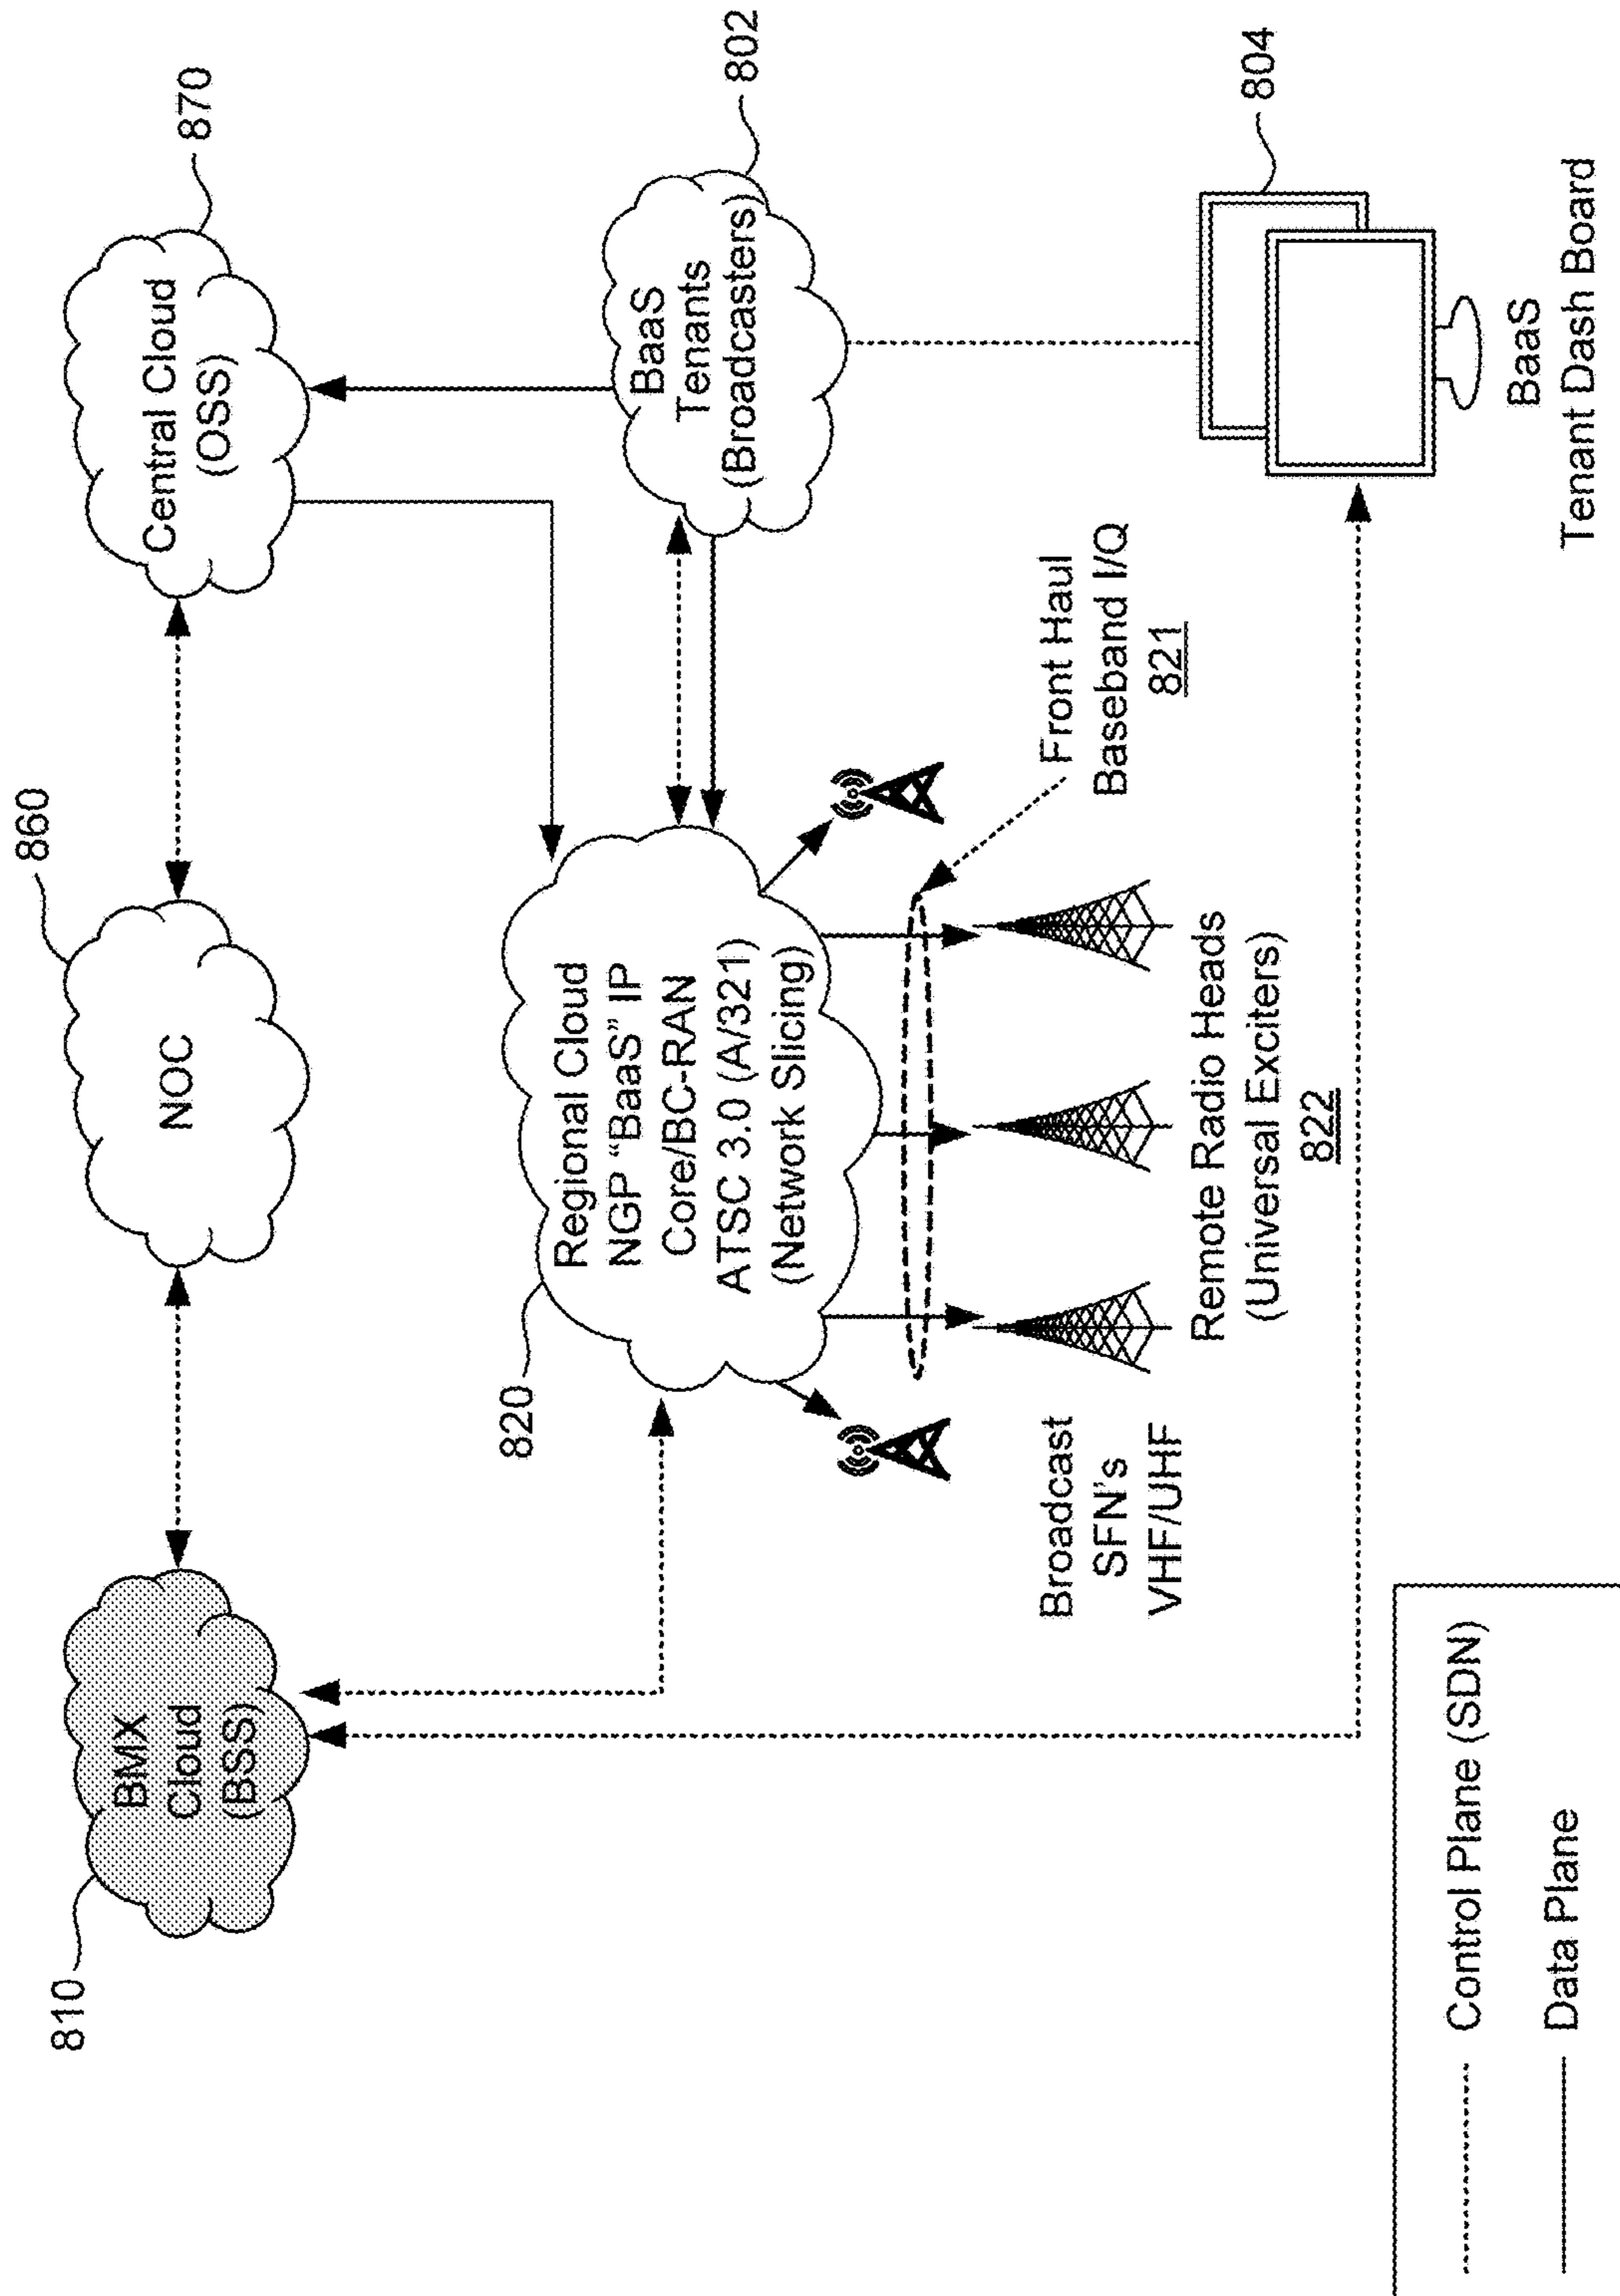 860
870
810
802
BMX
Cloud
(BSS)
NOC
Central Cloud
(OSS)
820
Regional Cloud
NGP “BaaS” IP
Core/BC-RAN
ATSC 3.0 (A/321)
(Network Slicing)
BaaS
Tenants
(Broadcasters)
Broadcast
SFN's
VHF/UHF
Front Haul
Baseband I/Q
821
Remote Radio Heads
(Universal Exciters)
822
804
BaaS
Tenant Dash Board
Control Plane (SDN)
Data Plane